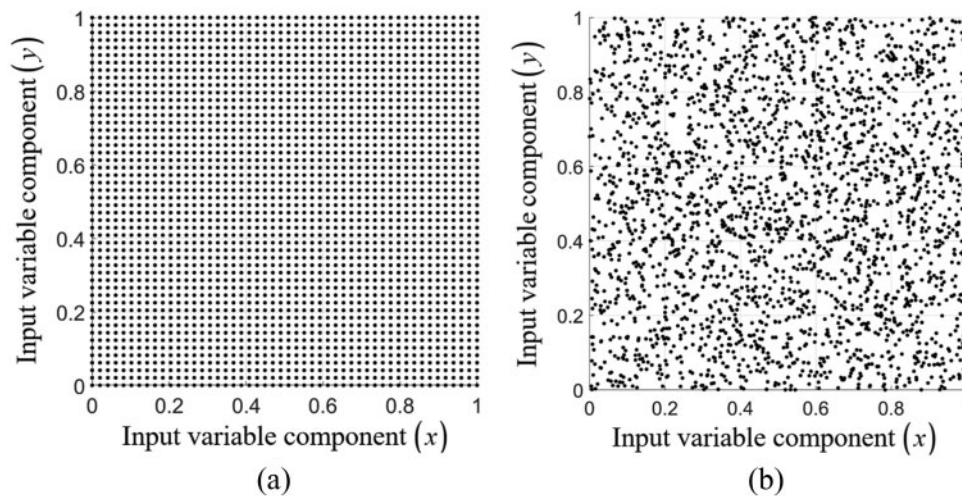 Input variable component (y)
1
0.8
0.6
0.4
0.2
0
0 0.2 0.4 0.6 0.8 1
Input variable component (x)
(a)
Input variable component (y)
1
0.8
0.6
0.4
0.2
0
0 0.2 0.4 0.6 0.8
Input variable component (x)
(b)